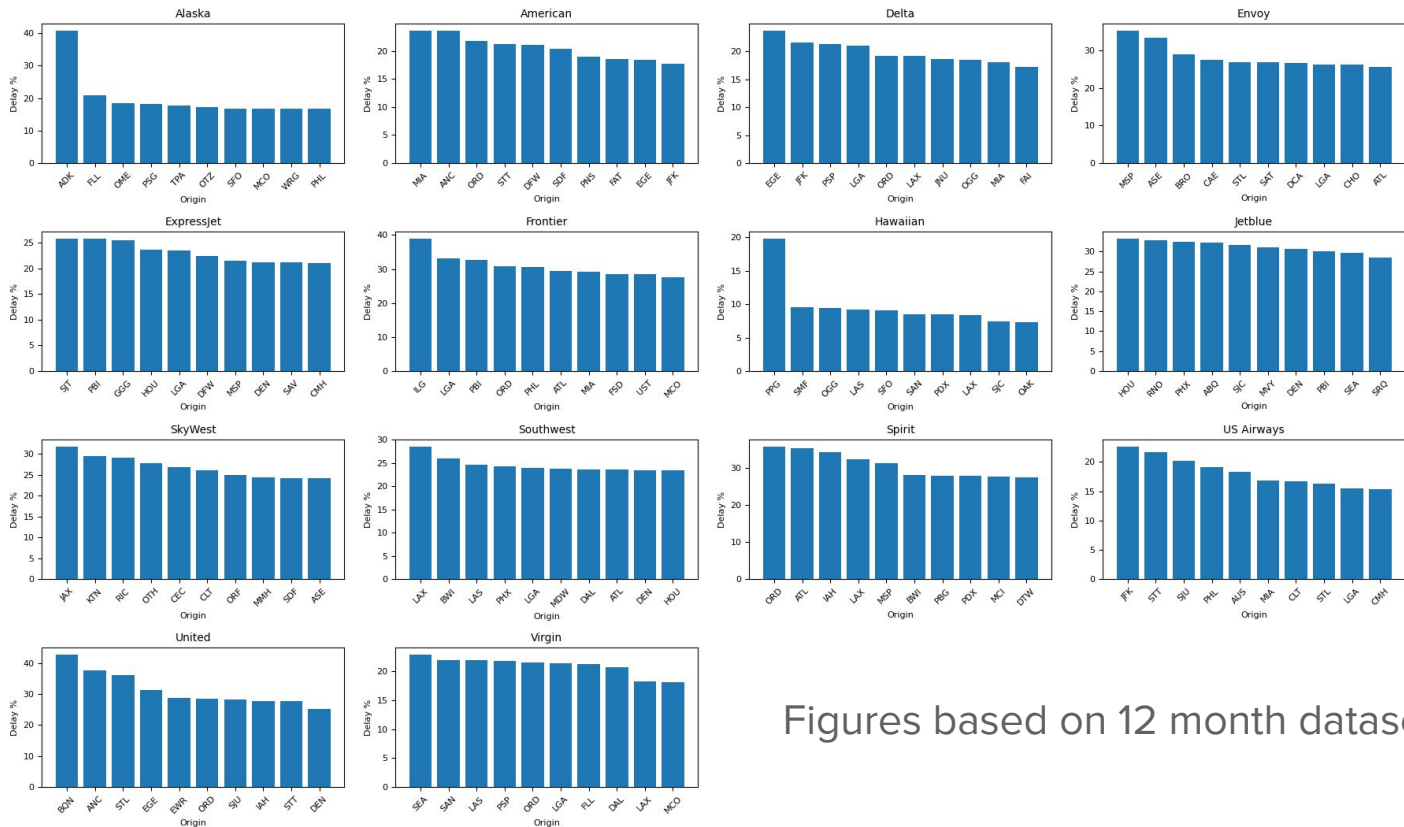 Alaska
Delay %
40
30
20
10
0
ADK FLL OME PSG TPA OTZ SFO MCO WRG PHL
Origin
American
Delay %
20
15
10
5
0
MIA ANC ORD STT DFW SDF PNS FAT EGE JFK
Origin
Delta
Delay %
20
15
10
5
0
EGE JFK PSP LGA ORD LAX JNU OGG MIA FAI
Origin
Envoy
Delay %
30
20
10
0
MSP ASE BRO CAE STL SAT DCA LGA CHO ATL
Origin
ExpressJet
Delay %
25
20
15
10
5
0
SJT PBI GGG HOU LGA DFW MSP DEN SAV CMH
Origin
Frontier
Delay %
40
30
20
10
0
ILG LGA PBI ORD PHL ATL MIA FSD UST MCO
Origin
Hawaiian
Delay %
20
15
10
5
0
PPG SMF OGG LAS SFO SAN PDX LAX SJC OAK
Origin
Jetblue
Delay %
30
25
20
15
10
5
0
HOU RNO PHX ABQ SJC MVY DEN PBI SEA SRQ
Origin
SkyWest
Delay %
30
25
20
15
10
5
0
JAX KTN RIC OTH CEC CLT ORF MMH SDF ASE
Origin
Southwest
Delay %
30
25
20
15
10
5
0
LAX BWI LAS PHX LGA MDW DAL ATL DEN HOU
Origin
Spirit
Delay %
30
20
10
0
ORD ATL IAH LAX MSP BWI PBG PDX MCI DTW
Origin
US Airways
Delay %
20
15
10
5
0
JFK STT SJU PHL AUS MIA CLT STL LGA CMH
Origin
United
Delay %
40
30
20
10
0
BQN ANC STL EGE EWR ORD SJU IAH STT DEN
Origin
Virgin
Delay %
20
15
10
5
0
SEA SAN LAS PSP ORD LGA FLL DAL LAX MCO
Origin
Figures based on 12 month datase